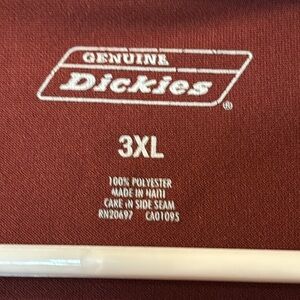 GENUINE
Dickies®
3XL
100% POLYESTER
MADE IN HAITI
CARE IN SIDE SEAM
RN20697 CA01095